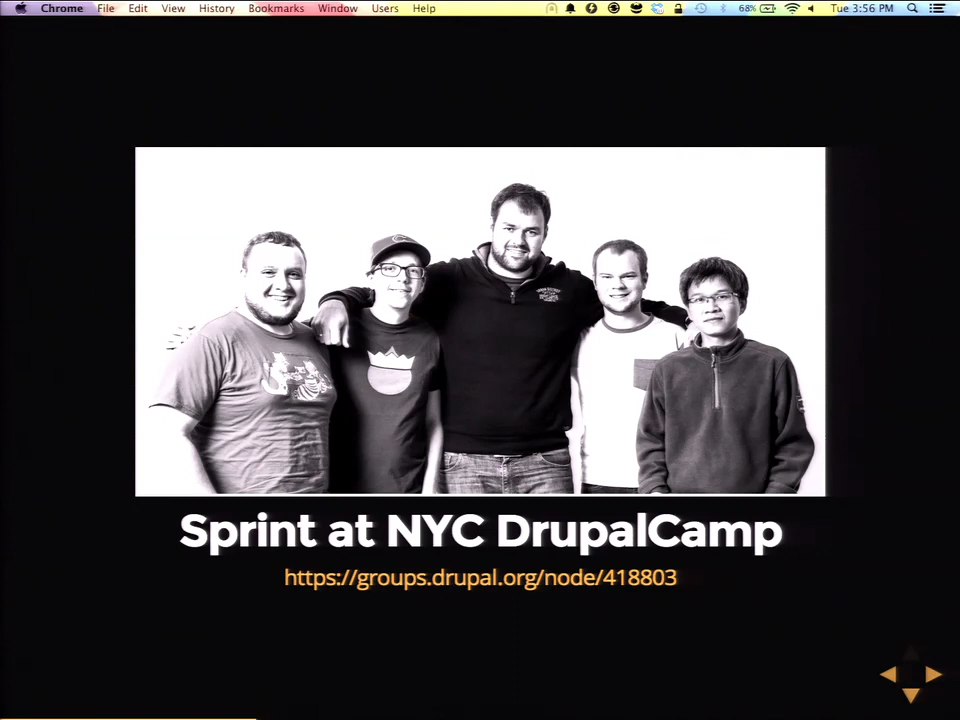 Chrome File Edit View History Bookmarks Window Users Help 68% Tue 3:56 PM
Sprint at NYC DrupalCamp
https://groups.drupal.org/node/418803